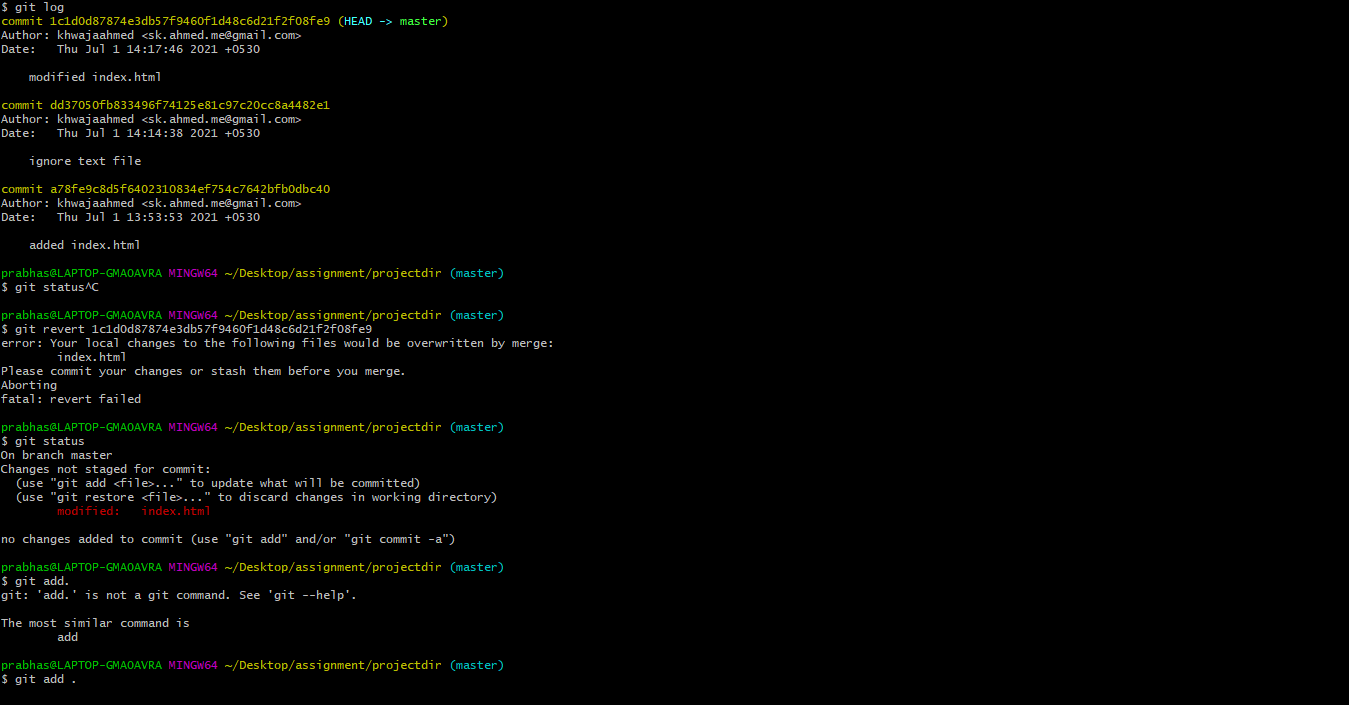 $ git log
commit 1c1d0d87874e3db57f9460f1d48c6d21f2f08fe9 (HEAD -> master)
Author: khwajaahmed <sk.ahmed.me@gmail.com>
Date:   Thu Jul 1 14:17:46 2021 +0530
    modified index.html
commit dd37050fb833496f74125e81c97c20cc8a4482e1
Author: khwajaahmed <sk.ahmed.me@gmail.com>
Date:   Thu Jul 1 14:14:38 2021 +0530
    ignore text file
commit a78fe9c8d5f6402310834ef754c7642bfb0dbc40
Author: khwajaahmed <sk.ahmed.me@gmail.com>
Date:   Thu Jul 1 13:53:53 2021 +0530
    added index.html
prabhas@LAPTOP-GMAOAVRA MINGW64 ~/Desktop/assignment/projectdir (master)
$ git status^C
prabhas@LAPTOP-GMAOAVRA MINGW64 ~/Desktop/assignment/projectdir (master)
$ git revert 1c1d0d87874e3db57f9460f1d48c6d21f2f08fe9
error: Your local changes to the following files would be overwritten by merge:
        index.html
Please commit your changes or stash them before you merge.
Aborting
fatal: revert failed
prabhas@LAPTOP-GMAOAVRA MINGW64 ~/Desktop/assignment/projectdir (master)
$ git status
On branch master
Changes not staged for commit:
  (use "git add <file>..." to update what will be committed)
  (use "git restore <file>..." to discard changes in working directory)
        modified:   index.html
no changes added to commit (use "git add" and/or "git commit -a")
prabhas@LAPTOP-GMAOAVRA MINGW64 ~/Desktop/assignment/projectdir (master)
$ git add.
git: 'add.' is not a git command. See 'git --help'.
The most similar command is
        add
prabhas@LAPTOP-GMAOAVRA MINGW64 ~/Desktop/assignment/projectdir (master)
$ git add .